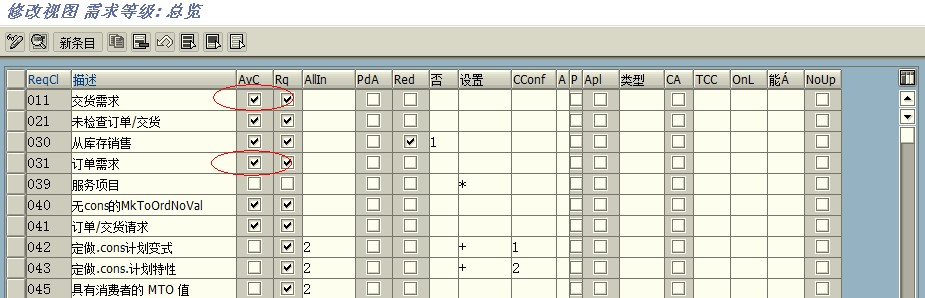 修改视图 需求等级: 总览
新条目
ReqCl 描述 AvC Rq AllIn PdA Red 否 设置 CConf A P Apl 类型 CA TCC OnL 能Á NoUp
011 交货需求
021 未检查订单/交货
030 从库存销售 1
031 订单需求
039 服务项目 *
040 无cons的MkToOrdNoVal
041 订单/交货请求
042 定做.cons计划变式 2 + 1
043 定做.cons.计划特性 2 + 2
045 具有消费者的 MTO 值 2